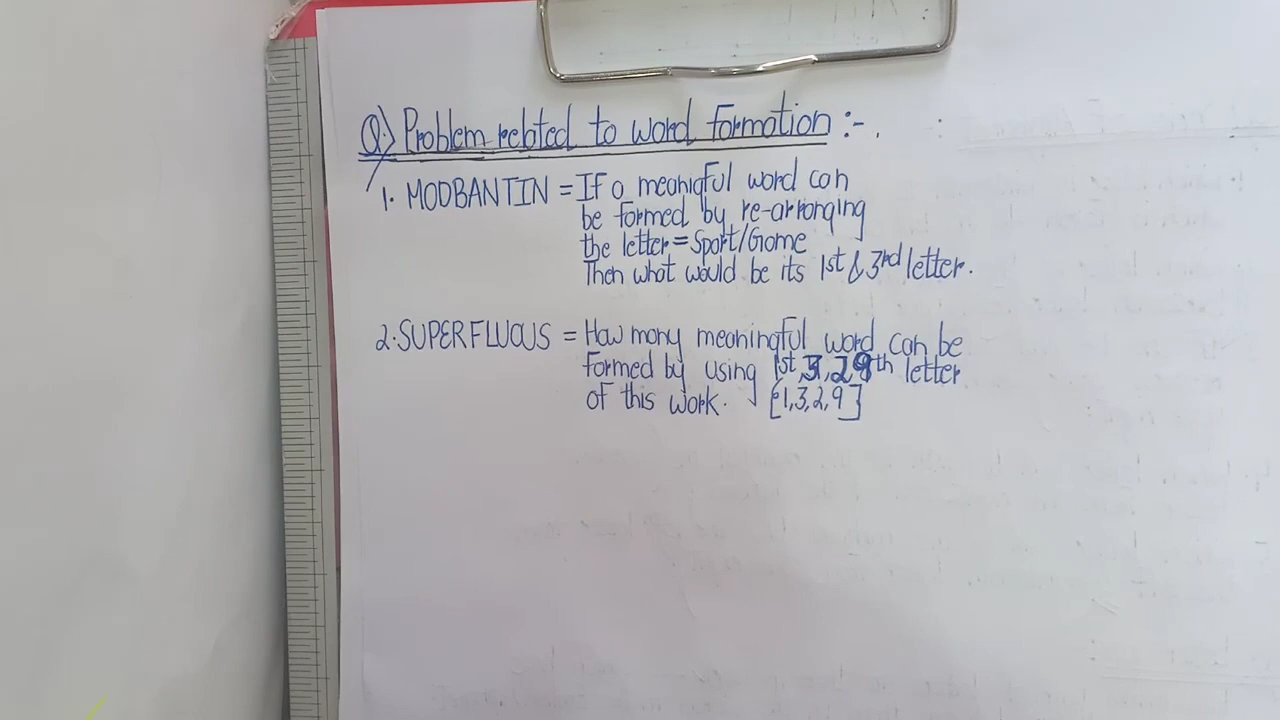 Q) Problem related to word formation :-
1. MODBANTIN = If a meanigful word can
be formed by re-arranging
the letter = Sport/Game
Then what would be its 1st & 3rd letter.
2. SUPERFLUOUS = How many meaningful word can be
formed by using 1st, 3, 2 9th letter
of this work. [1,3,2,9]